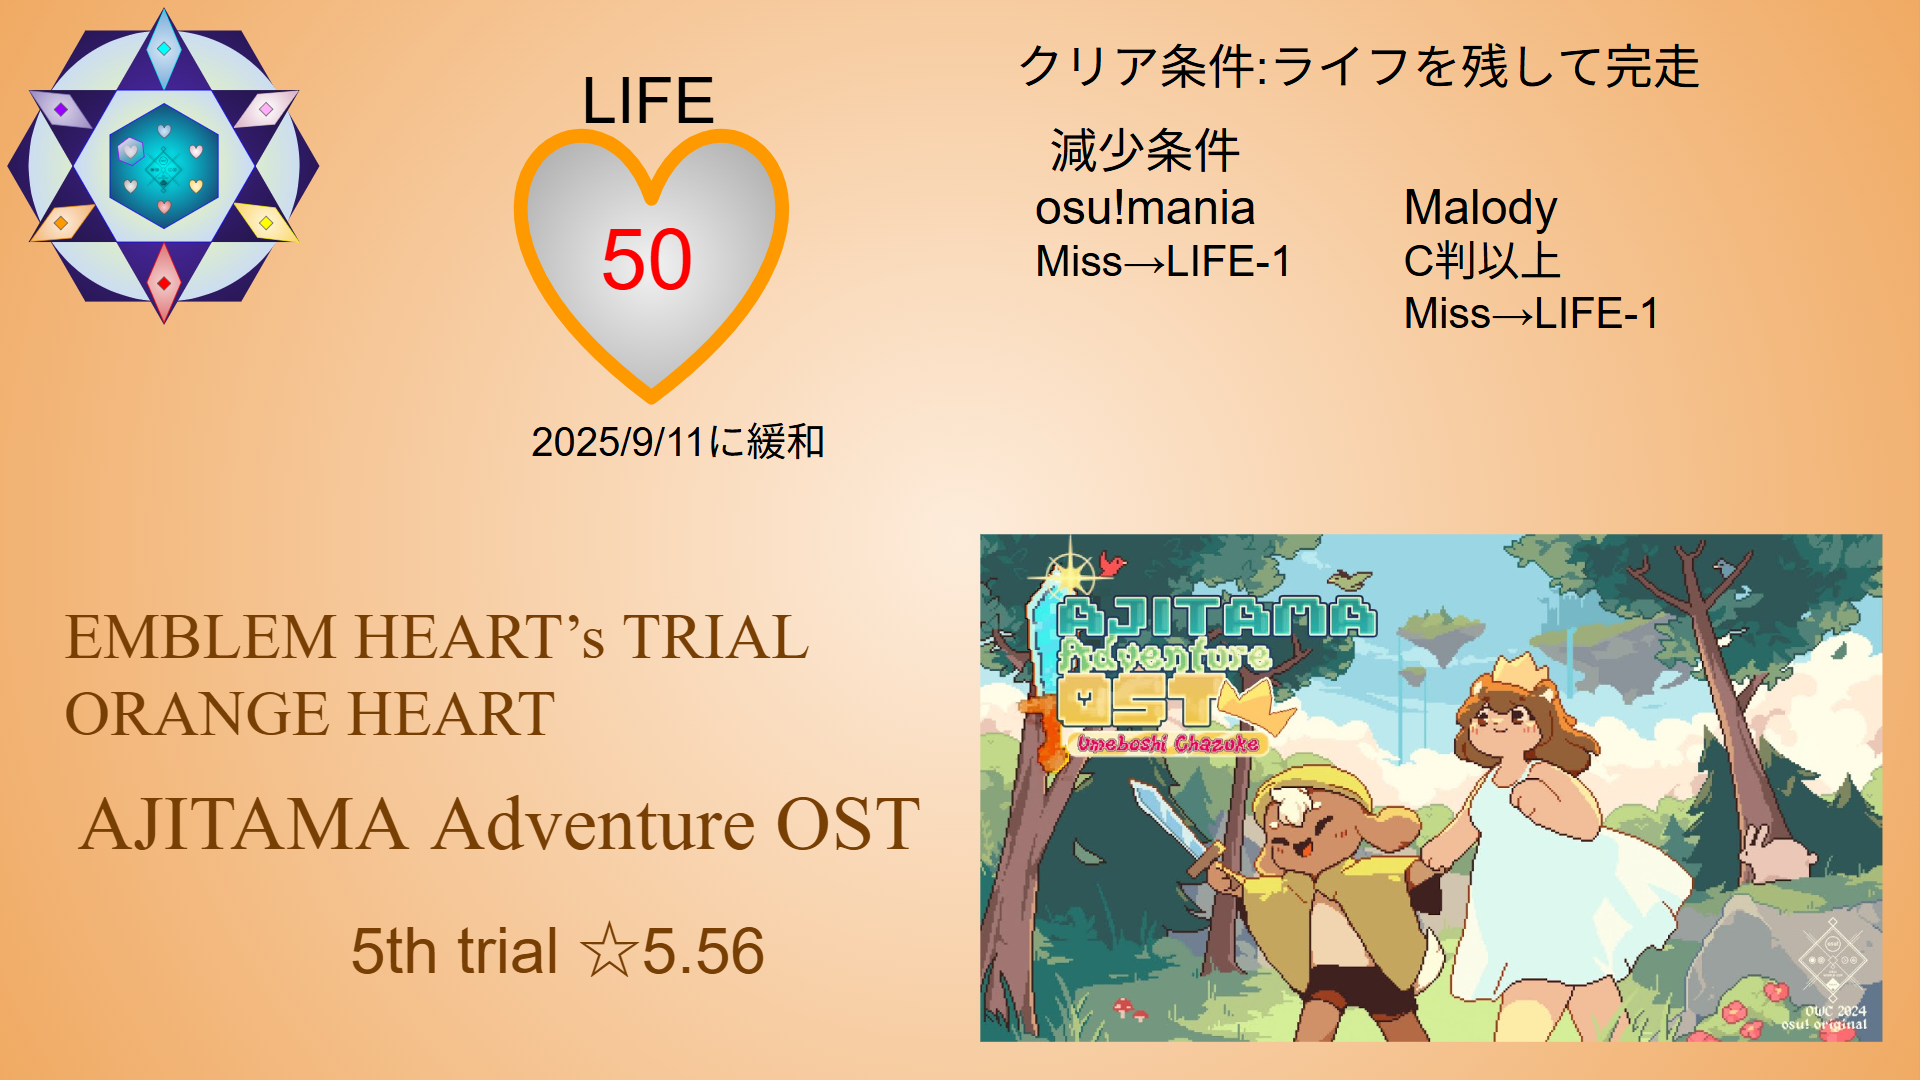 LIFE
50
2025/9/11に緩和
クリア条件:ライフを残して完走
減少条件
osu!mania
Miss→LIFE-1
Malody
C判以上
Miss→LIFE-1
EMBLEM HEART’s TRIAL
ORANGE HEART
AJITAMA Adventure OST
5th trial ☆5.56
AJITAMA
Adventure
OST
Umeboshi Chazuke
OWC 2024
osu! original